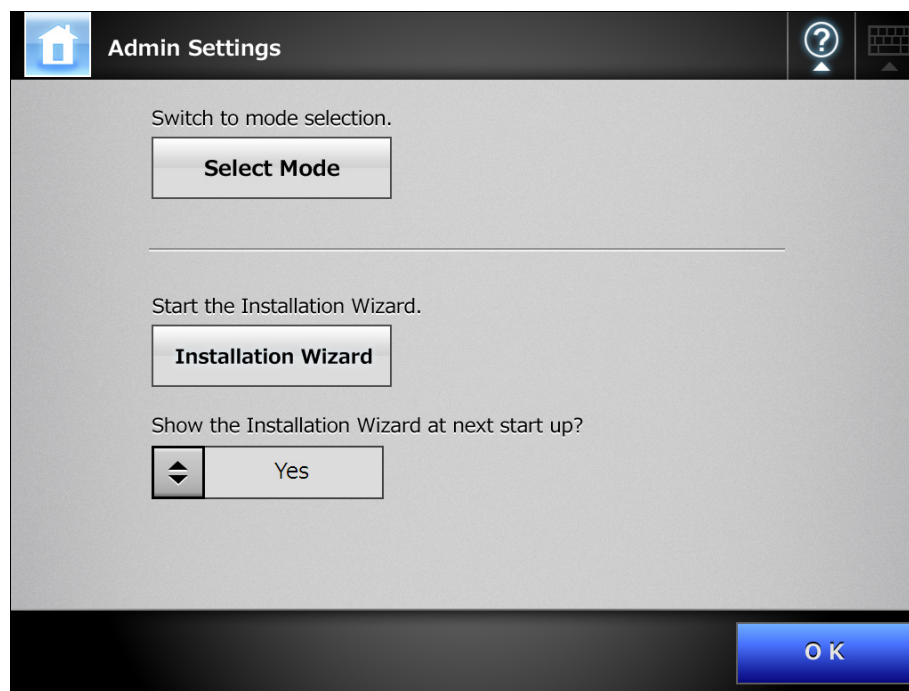 Admin Settings
?
Switch to mode selection.
Select Mode
Start the Installation Wizard.
Installation Wizard
Show the Installation Wizard at next start up?
Yes
OK